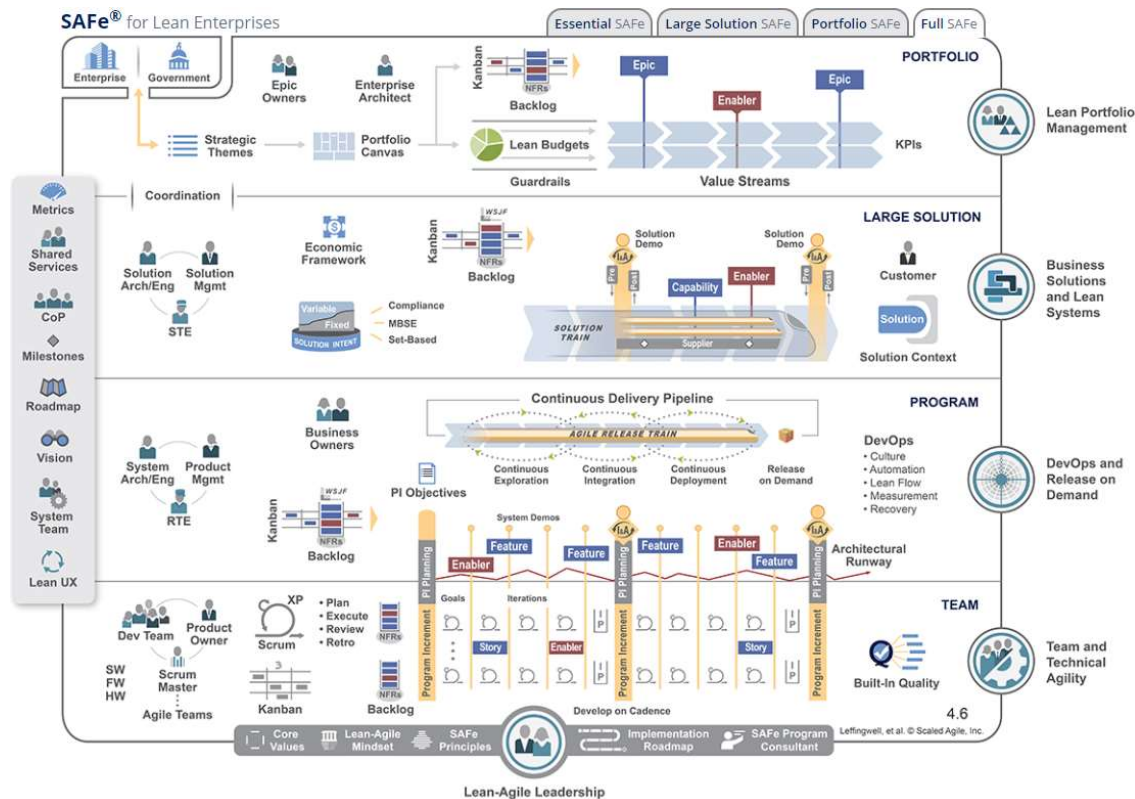 SAFe® for Lean Enterprises
Essential SAFe
Large Solution SAFe
Portfolio SAFe
Full SAFe
Enterprise
Government
Epic
Owners
Enterprise
Architect
Kanban
NFRs
Backlog
Epic
Enabler
Epic
PORTFOLIO
Strategic
Themes
Portfolio
Canvas
Lean Budgets
Guardrails
Value Streams
KPIs
Lean Portfolio
Management
Coordination
Metrics
Shared
Services
CoP
Milestones
Roadmap
Vision
System
Team
Lean UX
Solution
Arch/Eng
Solution
Mgmt
STE
Economic
Framework
Variable
Fixed
SOLUTION INTENT
Compliance
MBSE
Set-Based
Kanban
WSJF
NFRs
Backlog
LARGE SOLUTION
Solution
Demo
I&A
Pre
Post
Capability
Enabler
Solution
Demo
I&A
Pre
Post
SOLUTION
TRAIN
Supplier
Customer
Solution
Solution Context
Business
Solutions
and Lean
Systems
PROGRAM
Business
Owners
System
Arch/Eng
Product
Mgmt
RTE
Kanban
WSJF
NFRs
Backlog
PI Objectives
Continuous Delivery Pipeline
AGILE RELEASE TRAIN
Continuous
Exploration
Continuous
Integration
Continuous
Deployment
Release
on Demand
DevOps
• Culture
• Automation
• Lean Flow
• Measurement
• Recovery
DevOps and
Release on
Demand
System Demos
Enabler
Feature
Feature
I&A
Feature
Enabler
Feature
I&A
PI Planning
PI Planning
PI Planning
Architectural
Runway
TEAM
Dev Team
Product
Owner
Scrum
Master
Agile Teams
SW
FW
HW
XP
Scrum
Kanban
• Plan
• Execute
• Review
• Retro
NFRs
NFRs
Backlog
Program Increment
Goals
Iterations
Story
Enabler
I
P
I
P
Program Increment
Story
I
P
I
P
Program Increment
Develop on Cadence
Built-In Quality
Team and
Technical
Agility
4.6
Leffingwell, et al. © Scaled Agile, Inc.
Core
Values
Lean-Agile
Mindset
SAFe
Principles
Implementation
Roadmap
SAFe Program
Consultant
Lean-Agile Leadership